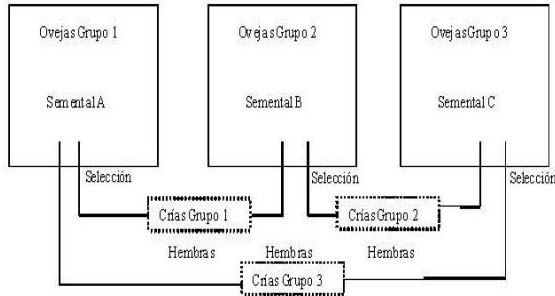 Ovejas Grupo 1
Ovejas Grupo 2
Ovejas Grupo 3
Semental A
Semental B
Semental C
Selección
Selección
Selección
Crías Grupo 1
Crías Grupo 2
Hembras
Hembras
Hembras
Crías Grupo 3